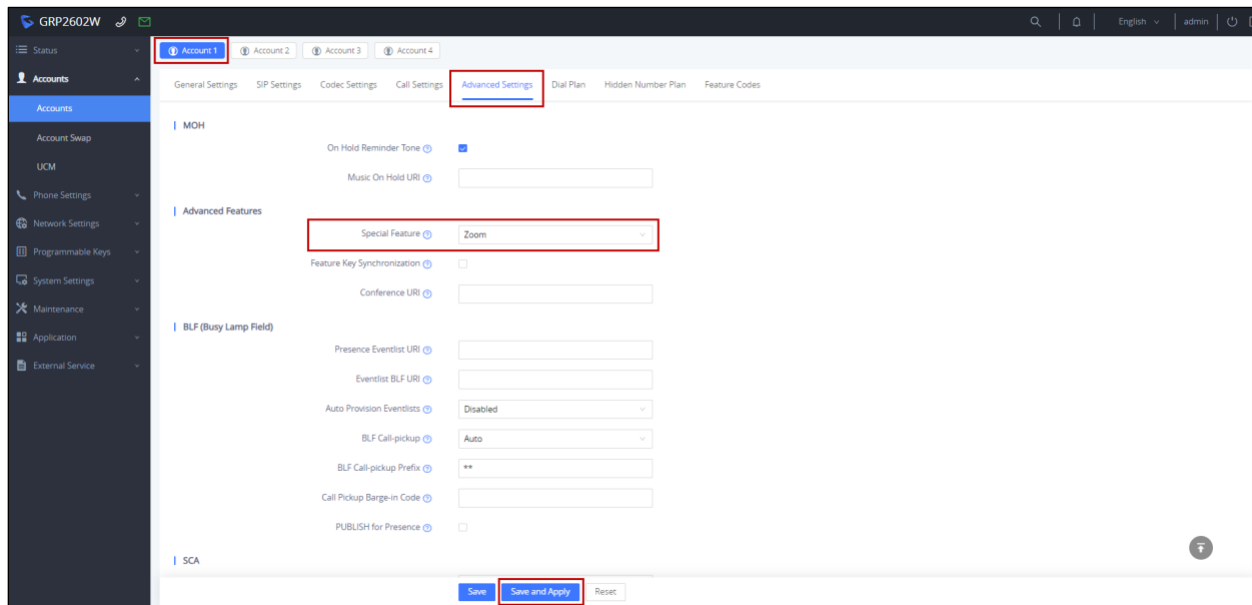 GRP2602W
English
admin
Status
Accounts
Accounts
Account Swap
UCM
Phone Settings
Network Settings
Programmable Keys
System Settings
Maintenance
Application
External Service
Account 1 Account 2 Account 3 Account 4
General Settings SIP Settings Codec Settings Call Settings Advanced Settings Dial Plan Hidden Number Plan Feature Codes
MOH
On Hold Reminder Tone
Music On Hold URI
Advanced Features
Special Feature Zoom
Feature Key Synchronization
Conference URI
BLF (Busy Lamp Field)
Presence Eventlist URI
Eventlist BLF URI
Auto Provision Eventlists Disabled
BLF Call-pickup Auto
BLF Call-pickup Prefix **
Call Pickup Barge-in Code
PUBLISH for Presence
SCA
Save Save and Apply Reset